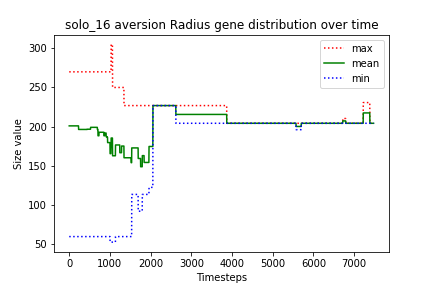 solo_16 aversion Radius gene distribution over time
Size value
300
250
200
150
100
50
max
mean
min
0 1000 2000 3000 4000 5000 6000 7000
Timesteps